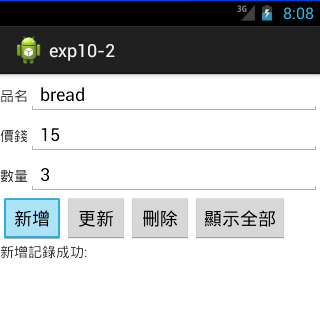 3G 8:08
exp10-2
品名 bread
價錢 15
數量 3
新增 更新 刪除 顯示全部
新增記錄成功: